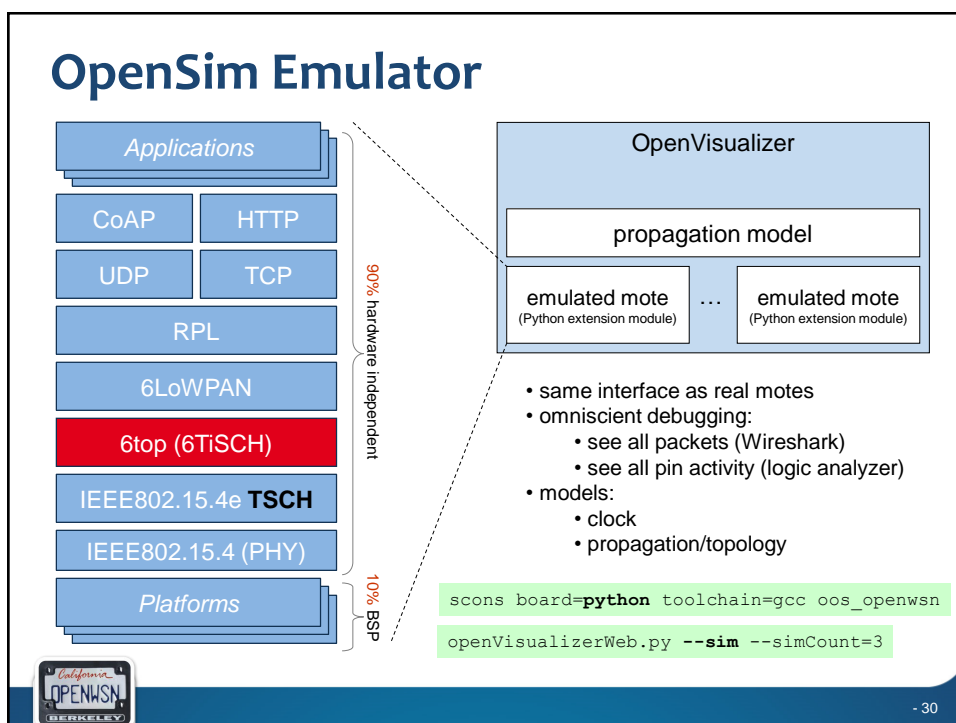 OpenSim Emulator
Applications
CoAP
HTTP
UDP
TCP
RPL
6LoWPAN
6top (6TiSCH)
IEEE802.15.4e TSCH
IEEE802.15.4 (PHY)
Platforms
90% hardware independent
10% BSP
OpenVisualizer
propagation model
emulated mote
(Python extension module)
…
emulated mote
(Python extension module)
• same interface as real motes
• omniscient debugging:
• see all packets (Wireshark)
• see all pin activity (logic analyzer)
• models:
• clock
• propagation/topology
scons board=python toolchain=gcc oos_openwsn
openVisualizerWeb.py --sim --simCount=3
California
OPENWSN
BERKELEY
- 30